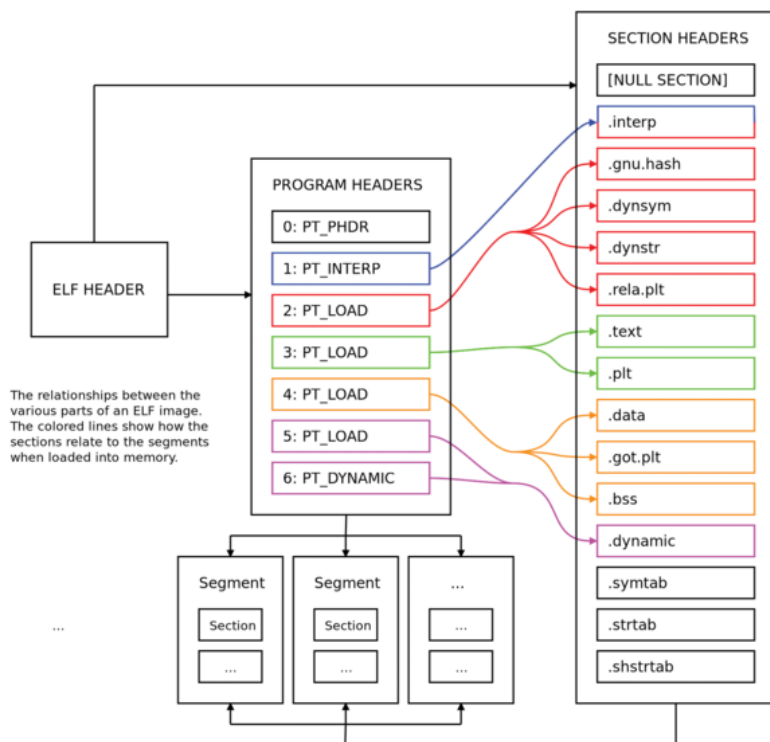 SECTION HEADERS
[NULL SECTION]
.interp
.gnu.hash
.dynsym
.dynstr
.rela.plt
.text
.plt
.data
.got.plt
.bss
.dynamic
.symtab
.strtab
.shstrtab
PROGRAM HEADERS
0: PT_PHDR
1: PT_INTERP
2: PT_LOAD
3: PT_LOAD
4: PT_LOAD
5: PT_LOAD
6: PT_DYNAMIC
ELF HEADER
The relationships between the
various parts of an ELF image.
The colored lines show how the
sections relate to the segments
when loaded into memory.
...
Segment
Section
...
Segment
Section
...
...
...
...